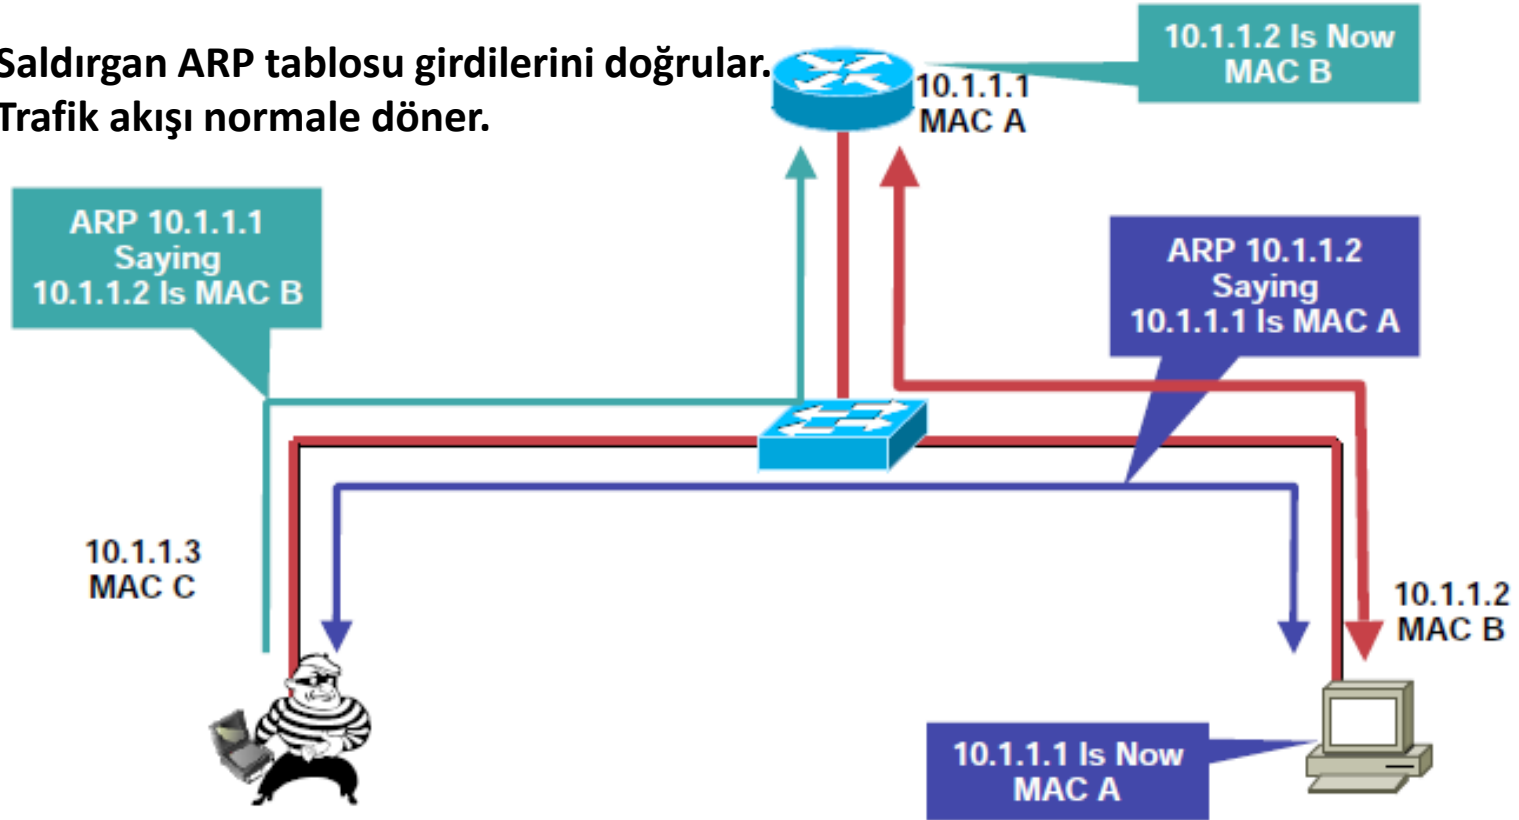 Saldırgan ARP tablosu girdilerini doğrular.
Trafik akışı normale döner.
10.1.1.2 Is Now
MAC B
10.1.1.1
MAC A
ARP 10.1.1.1
Saying
10.1.1.2 Is MAC B
ARP 10.1.1.2
Saying
10.1.1.1 Is MAC A
10.1.1.3
MAC C
10.1.1.2
MAC B
10.1.1.1 Is Now
MAC A